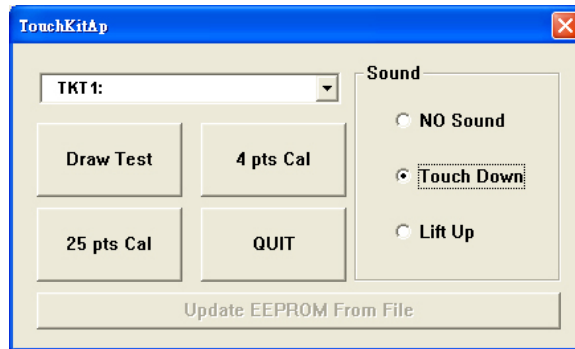 TouchKitAp
TKT1:
Draw Test
4 pts Cal
25 pts Cal
QUIT
Sound
NO Sound
Touch Down
Lift Up
Update EEPROM From File